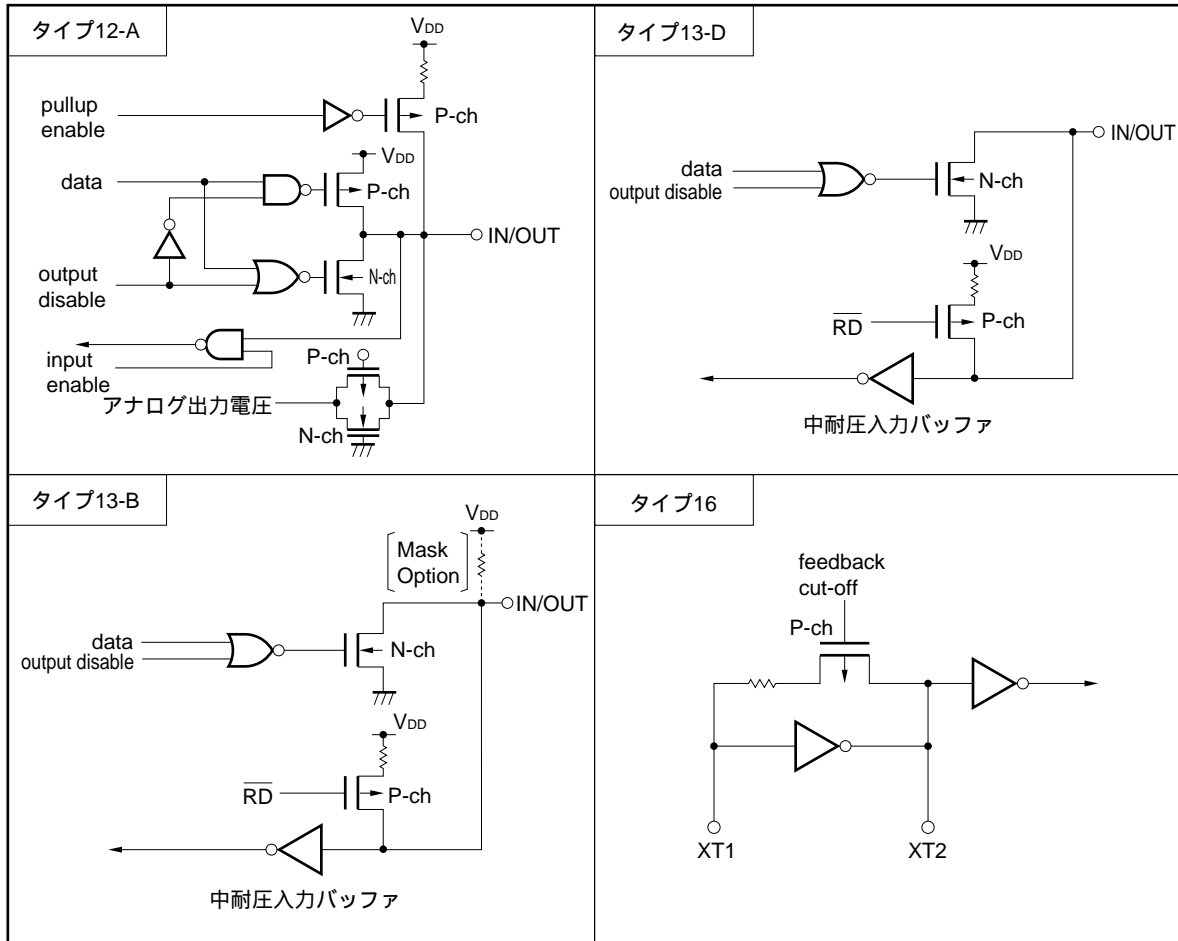 タイプ12-A
VDD
pullup
enable
P-ch
VDD
data
P-ch
IN/OUT
output
disable
N-ch
input
enable
P-ch
アナログ出力電圧
N-ch
タイプ13-D
IN/OUT
data
output disable
N-ch
VDD
RD
P-ch
中耐圧入力バッファ
タイプ13-B
VDD
Mask
Option
IN/OUT
data
output disable
N-ch
VDD
RD
P-ch
中耐圧入力バッファ
タイプ16
feedback
cut-off
P-ch
XT1
XT2